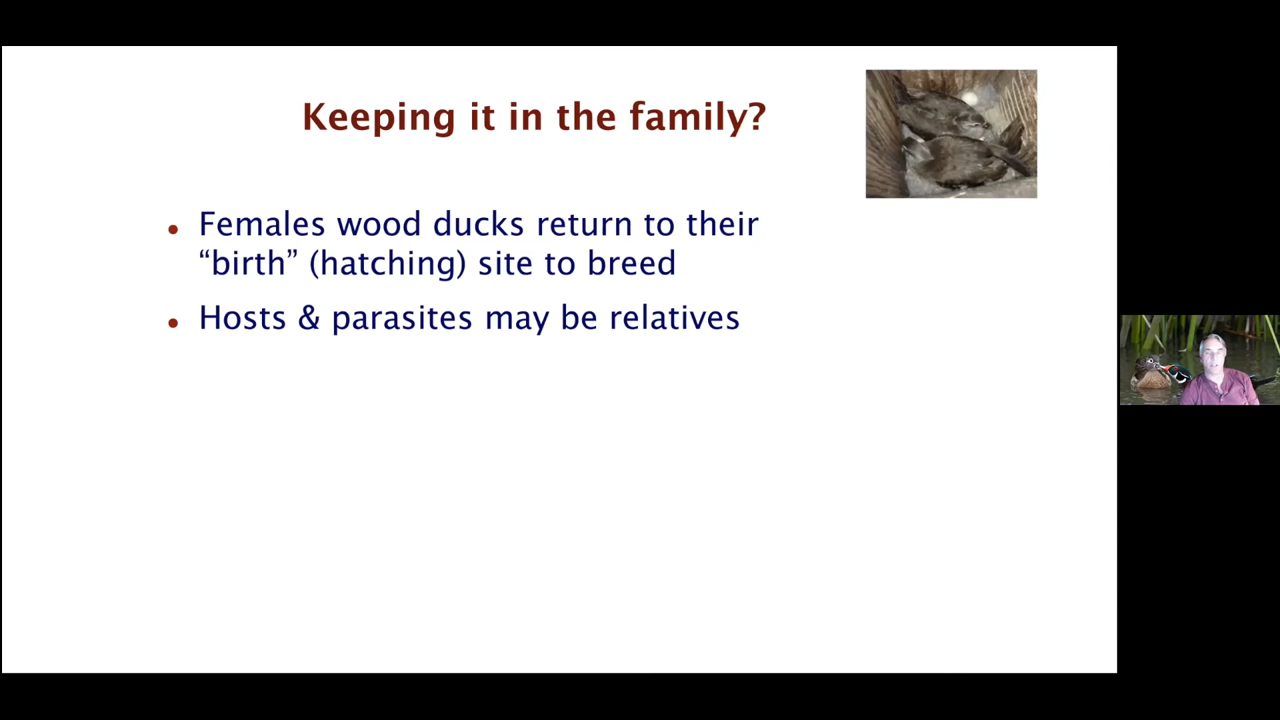 Keeping it in the family?
• Females wood ducks return to their
“birth” (hatching) site to breed
• Hosts & parasites may be relatives